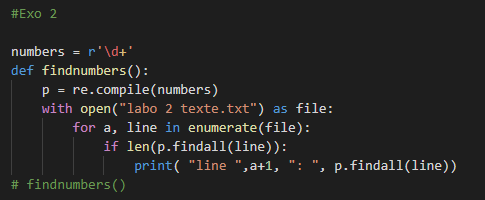 #Exo 2
numbers = r'\d+'
def findnumbers():
p = re.compile(numbers)
with open("labo 2 texte.txt") as file:
for a, line in enumerate(file):
if len(p.findall(line)):
print( "line ",a+1, ": ", p.findall(line))
# findnumbers()